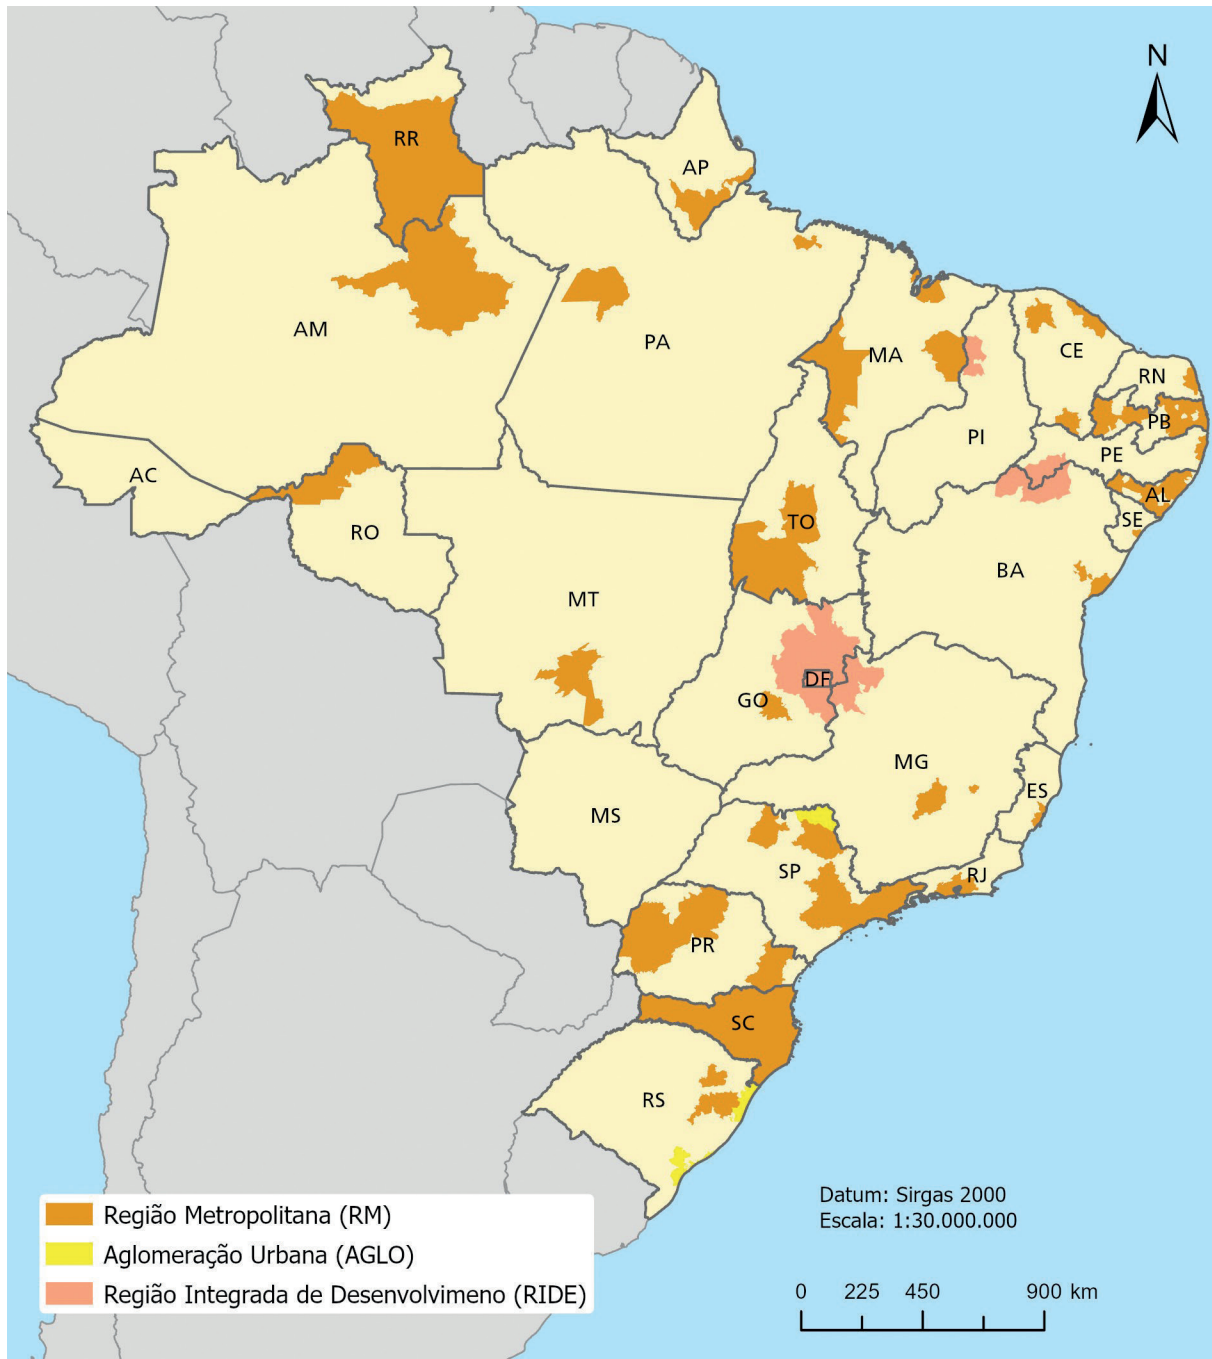 N
RR
AP
AM
PA
MA
CE
RN
PB
PI
PE
AC
AL
TO
SE
RO
BA
MT
DF
GO
MG
ES
MS
SP
RJ
PR
SC
RS
Datum: Sirgas 2000
Escala: 1:30.000.000
Região Metropolitana (RM)
Aglomeração Urbana (AGLO)
Região Integrada de Desenvolvimeno (RIDE)
0 225 450 900 km